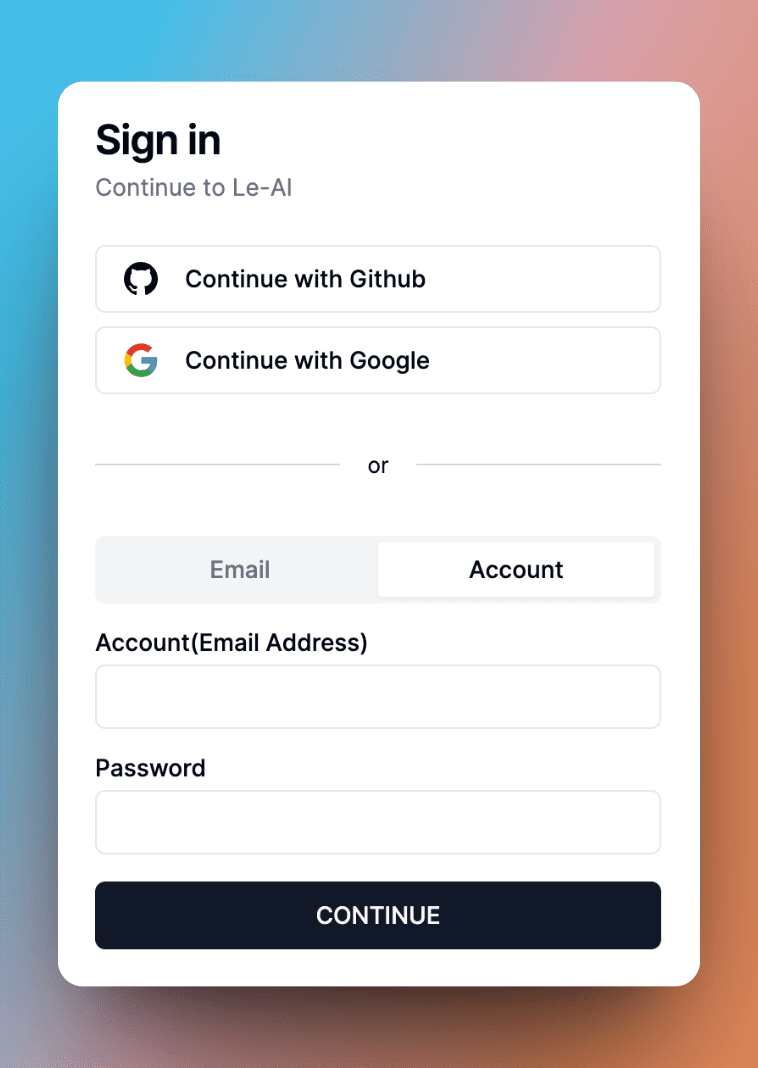 Sign in
Continue to Le-AI
Continue with Github
Continue with Google
or
Email
Account
Account(Email Address)
Password
CONTINUE